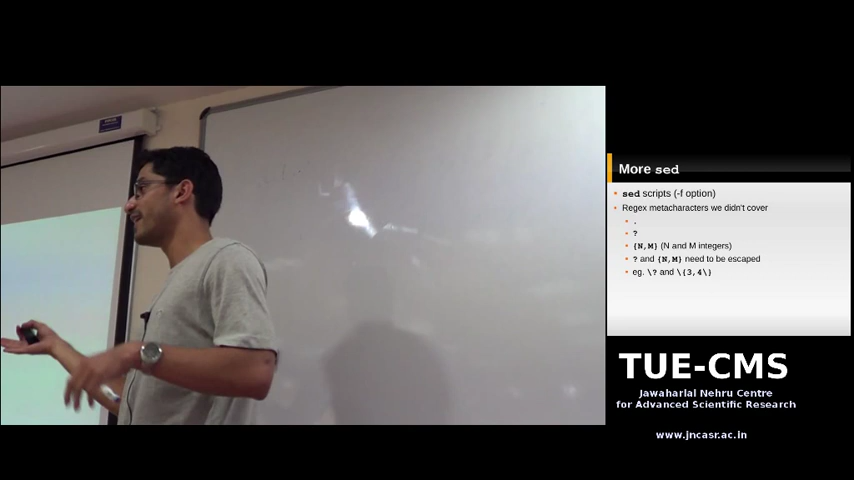 More sed
sed scripts (-f option)
Regex metacharacters we didn't cover
.
?
{N,M} (N and M integers)
? and {N,M} need to be escaped
eg. \? and \{3,4\}
TUE-CMS
Jawaharlal Nehru Centre
for Advanced Scientific Research
www.jncasr.ac.in